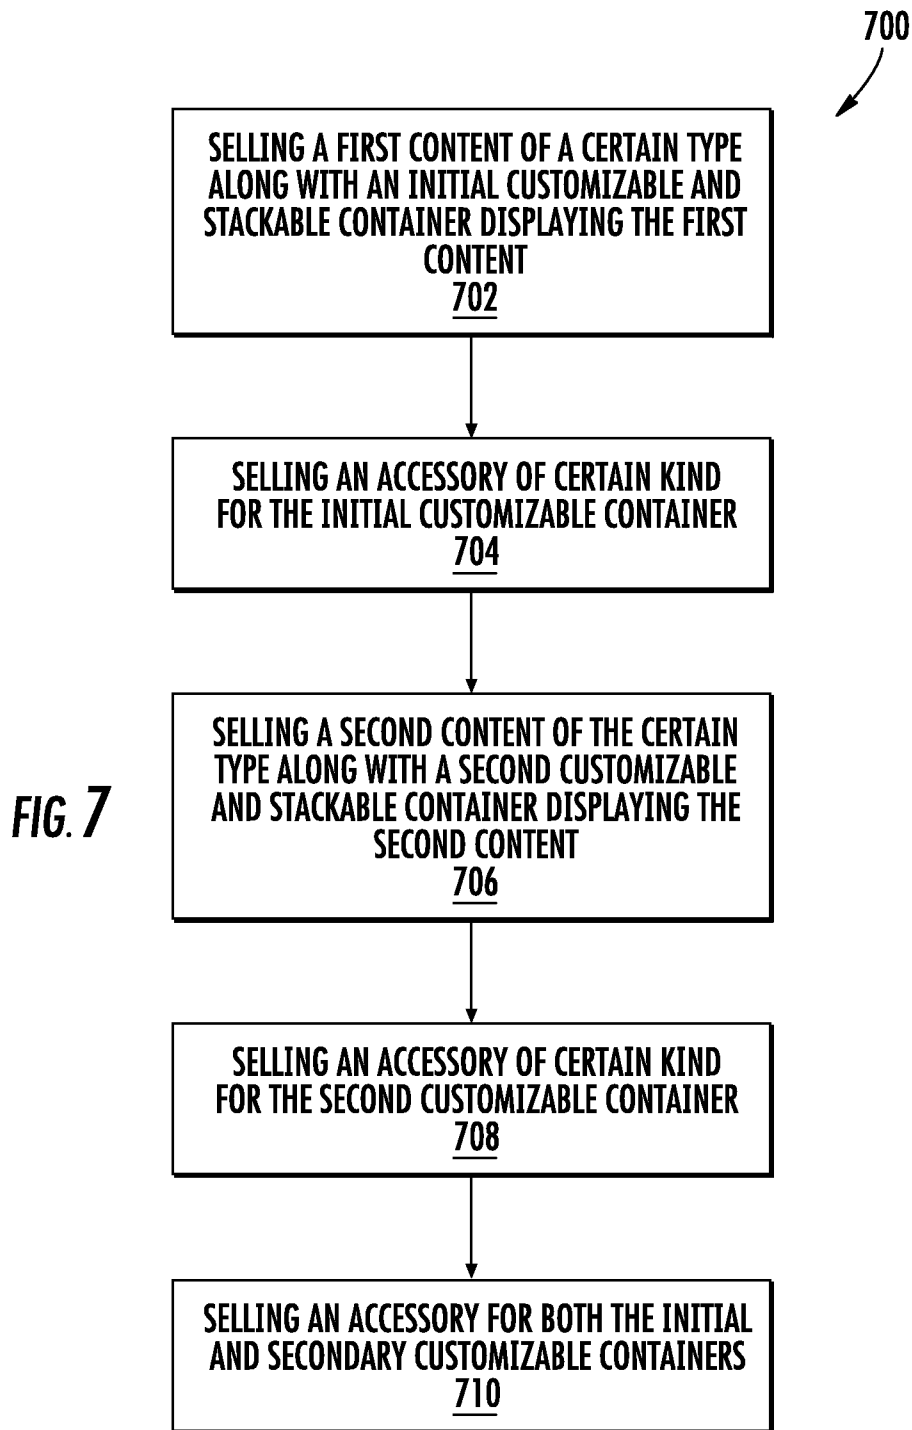 700
SELLING A FIRST CONTENT OF A CERTAIN TYPE
ALONG WITH AN INITIAL CUSTOMIZABLE AND
STACKABLE CONTAINER DISPLAYING THE FIRST
CONTENT
702
SELLING AN ACCESSORY OF CERTAIN KIND
FOR THE INITIAL CUSTOMIZABLE CONTAINER
704
SELLING A SECOND CONTENT OF THE CERTAIN
TYPE ALONG WITH A SECOND CUSTOMIZABLE
AND STACKABLE CONTAINER DISPLAYING THE
SECOND CONTENT
706
FIG. 7
SELLING AN ACCESSORY OF CERTAIN KIND
FOR THE SECOND CUSTOMIZABLE CONTAINER
708
SELLING AN ACCESSORY FOR BOTH THE INITIAL
AND SECONDARY CUSTOMIZABLE CONTAINERS
710